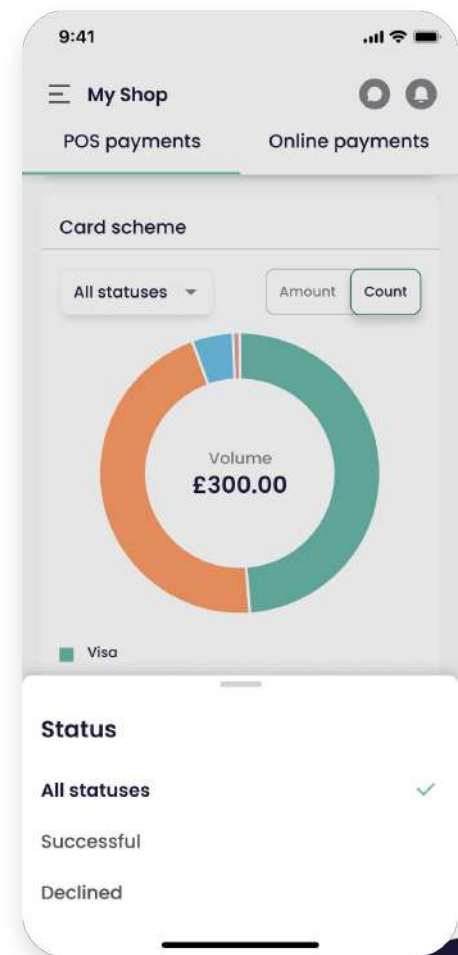 9:41
My Shop
POS payments Online payments
Card scheme
All statuses Amount Count
Volume
£300.00
Visa
Status
All statuses
Successful
Declined